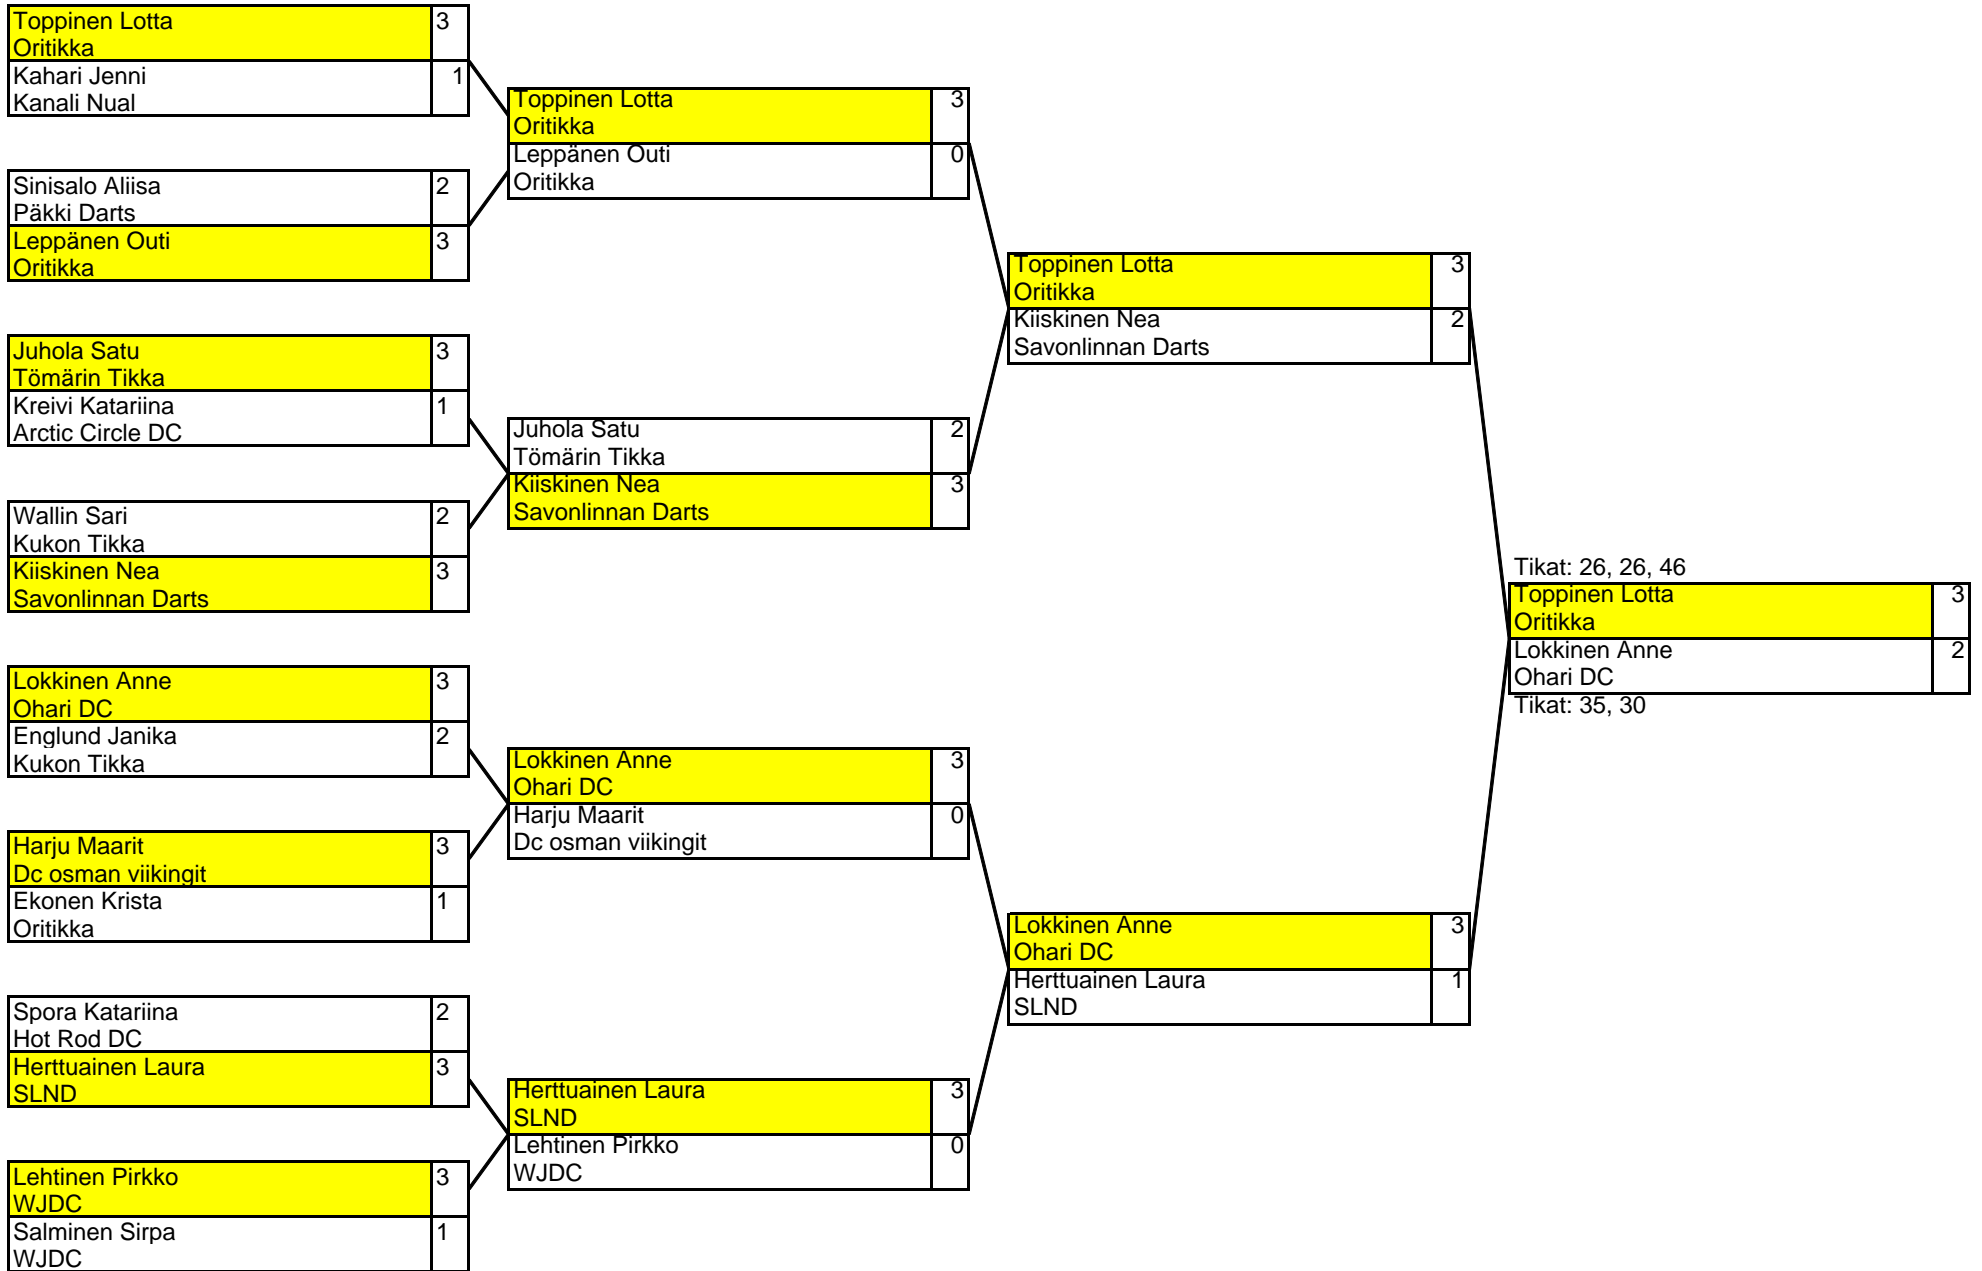 Toppinen Lotta 3
Oritikka
Kahari Jenni 1
Kanali Nual
Sinisalo Aliisa 2
Päkki Darts
Leppänen Outi 3
Oritikka
Juhola Satu 3
Tömärin Tikka
Kreivi Katariina 1
Arctic Circle DC
Wallin Sari 2
Kukon Tikka
Kiiskinen Nea 3
Savonlinnan Darts
Lokkinen Anne 3
Ohari DC
Englund Janika 2
Kukon Tikka
Harju Maarit 3
Dc osman viikingit
Ekonen Krista 1
Oritikka
Spora Katariina 2
Hot Rod DC
Herttuainen Laura 3
SLND
Lehtinen Pirkko 3
WJDC
Salminen Sirpa 1
WJDC
Toppinen Lotta 3
Oritikka
Leppänen Outi 0
Oritikka
Juhola Satu 2
Tömärin Tikka
Kiiskinen Nea 3
Savonlinnan Darts
Lokkinen Anne 3
Ohari DC
Harju Maarit 0
Dc osman viikingit
Herttuainen Laura 3
SLND
Lehtinen Pirkko 0
WJDC
Toppinen Lotta 3
Oritikka
Kiiskinen Nea 2
Savonlinnan Darts
Lokkinen Anne 3
Ohari DC
Herttuainen Laura 1
SLND
Tikat: 26, 26, 46
Toppinen Lotta 3
Oritikka
Lokkinen Anne 2
Ohari DC
Tikat: 35, 30